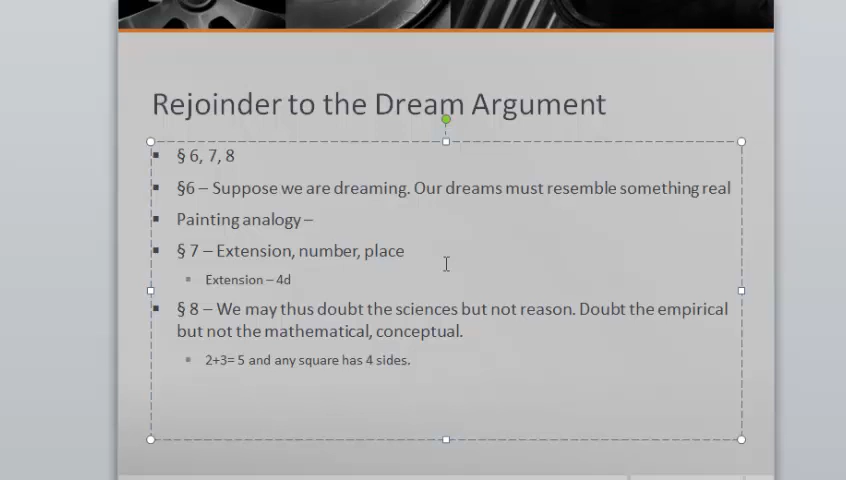 Rejoinder to the Dream Argument
§ 6, 7, 8
§6 – Suppose we are dreaming. Our dreams must resemble something real
Painting analogy –
§ 7 – Extension, number, place
Extension – 4d
§ 8 – We may thus doubt the sciences but not reason. Doubt the empirical
but not the mathematical, conceptual.
2+3= 5 and any square has 4 sides.